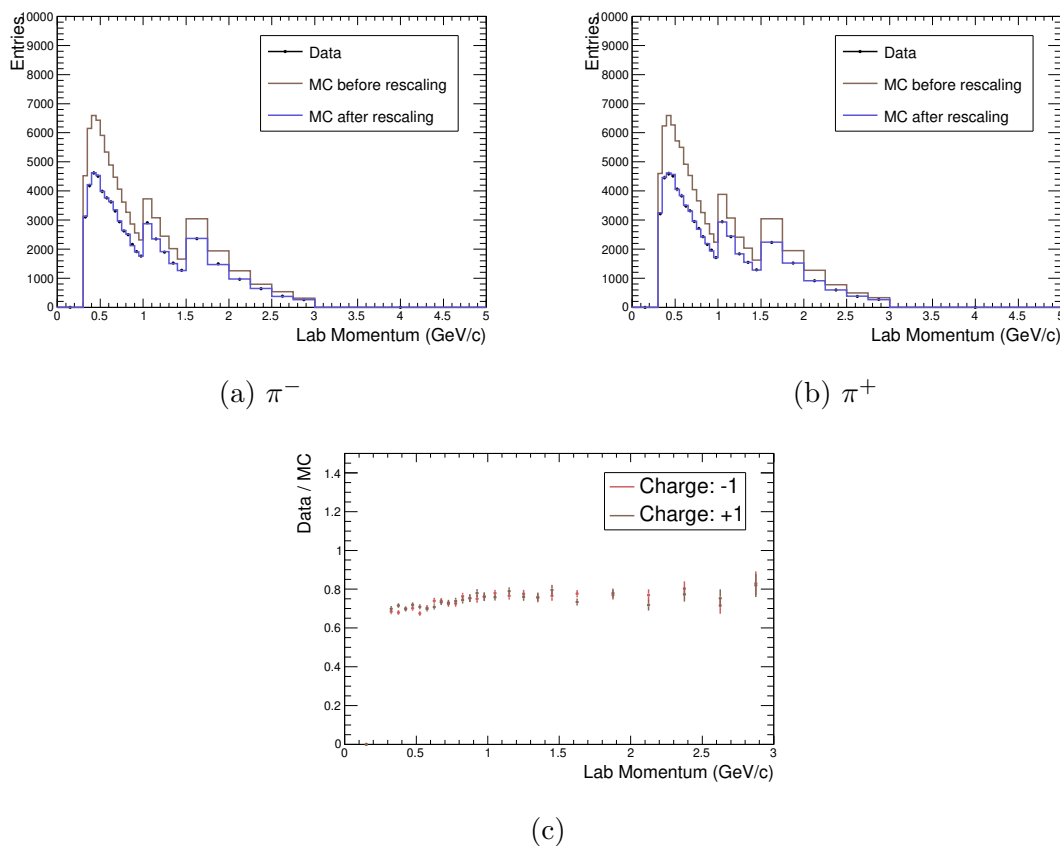 Entries
10000
9000
8000
7000
6000
5000
4000
3000
2000
1000
0
Data
MC before rescaling
MC after rescaling
0 0.5 1 1.5 2 2.5 3 3.5 4 4.5 5
Lab Momentum (GeV/c)
(a) π−
Entries
10000
9000
8000
7000
6000
5000
4000
3000
2000
1000
0
Data
MC before rescaling
MC after rescaling
0 0.5 1 1.5 2 2.5 3 3.5 4 4.5 5
Lab Momentum (GeV/c)
(b) π+
Data / MC
1.4
1.2
1
0.8
0.6
0.4
0.2
0
Charge: -1
Charge: +1
0 0.5 1 1.5 2 2.5 3
Lab Momentum (GeV/c)
(c)